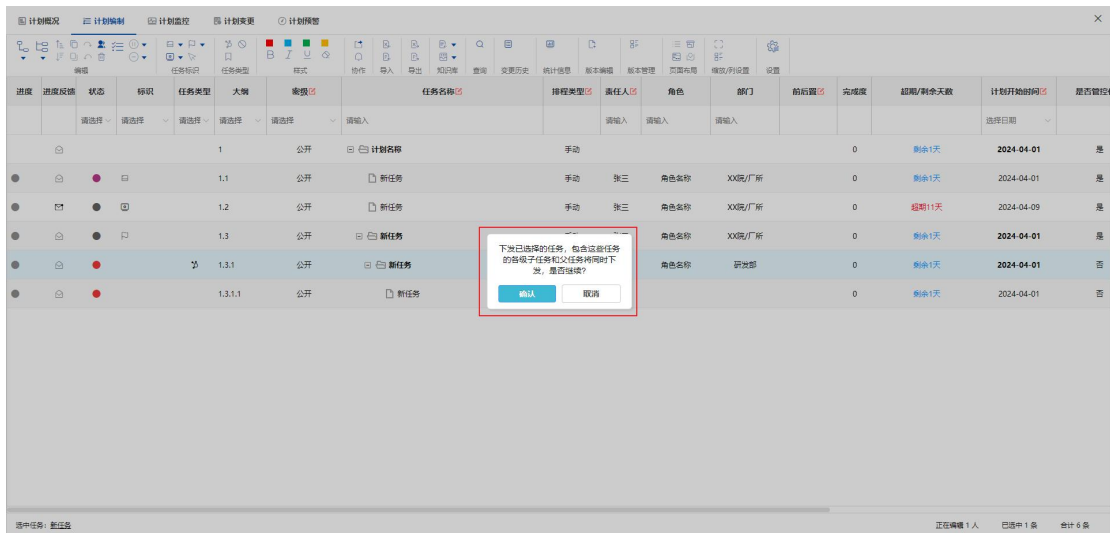 计划概况 计划编制 计划监控 计划变更 计划预警
编辑 任务标识 任务类型 样式 协作 导入 导出 知识库 查询 变更历史 统计信息 版本编辑 版本管理 页面布局 缩放/列设置 设置
B I U
进度 进度反馈 状态 标识 任务类型 大纲 密级 任务名称 排程类型 责任人 角色 部门 前后置 完成度 超期/剩余天数 计划开始时间 是否管控
请选择 请选择 请选择 请选择 请选择 请输入 请输入 请输入 请输入 选择日期
1 公开 计划名称 手动 0 剩余1天 2024-04-01 是
1.1 公开 新任务 手动 张三 角色名称 XX院/厂所 0 剩余1天 2024-04-01 是
1.2 公开 新任务 手动 张三 角色名称 XX院/厂所 0 超期11天 2024-04-09 是
1.3 公开 新任务 角色名称 XX院/厂所 0 剩余1天 2024-04-01 是
1.3.1 公开 新任务 角色名称 研发部 0 剩余1天 2024-04-01 否
1.3.1.1 公开 新任务 0 剩余1天 2024-04-01 否
下发已选择的任务，包含这些任务
的各级子任务和父任务将同时下
发，是否继续?
确认 取消
选中任务: 新任务 正在编辑 1 人 已选中 1 条 合计 6 条